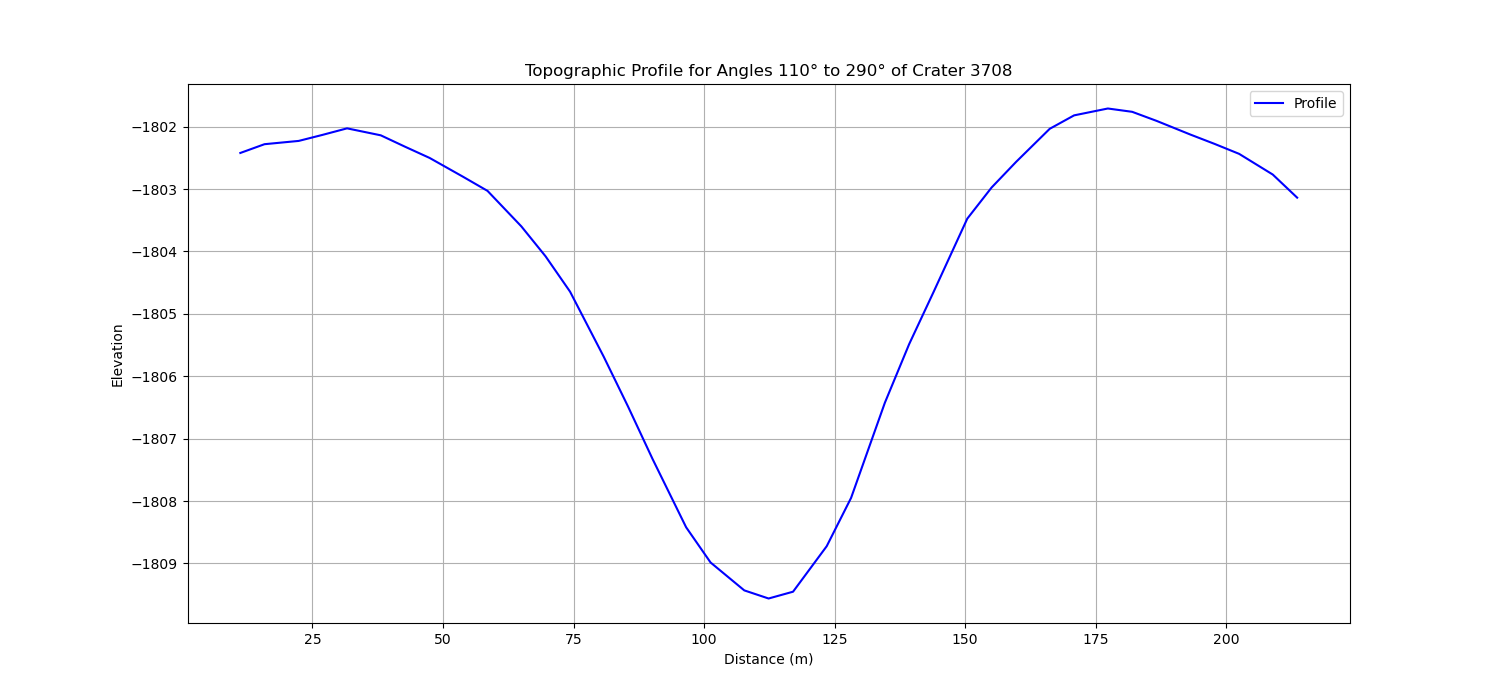 Topographic Profile for Angles 110° to 290° of Crater 3708
Profile
−1802
−1803
−1804
−1805
−1806
−1807
−1808
−1809
Elevation
25 50 75 100 125 150 175 200
Distance (m)